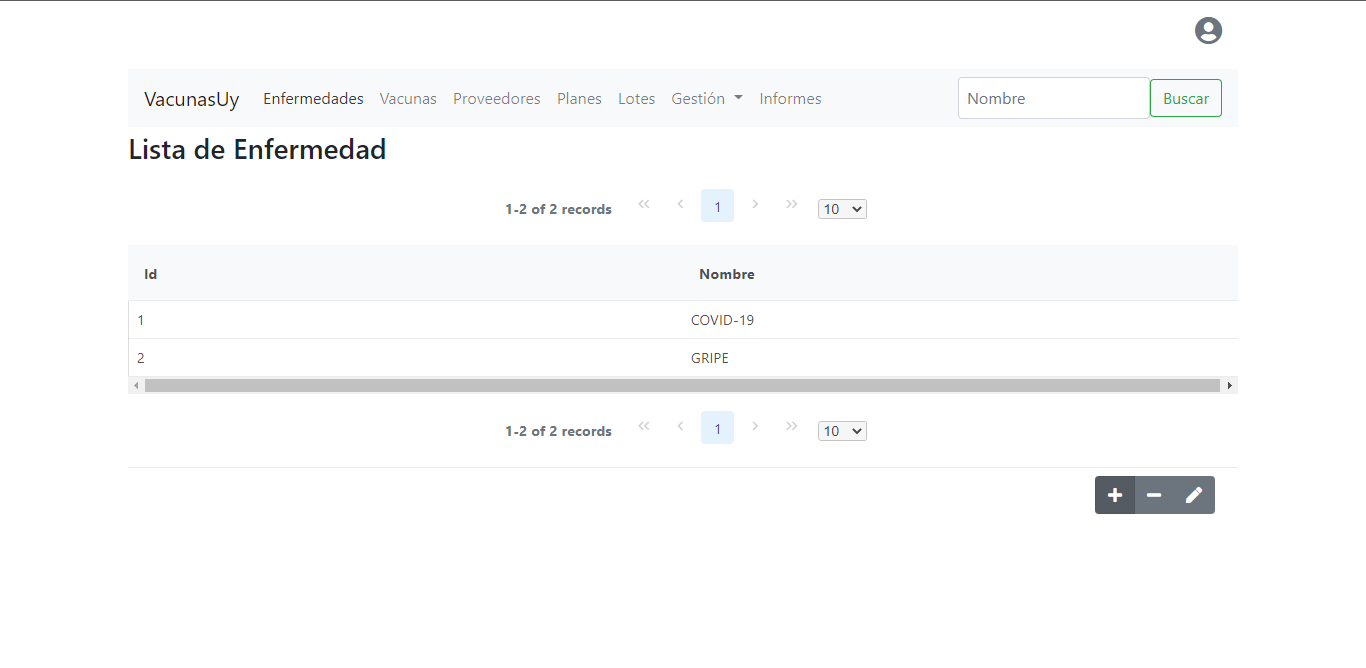 VacunasUy Enfermedades Vacunas Proveedores Planes Lotes Gestión Informes Nombre Buscar
Lista de Enfermedad
1-2 of 2 records 1 10
Id Nombre
1 COVID-19
2 GRIPE
1-2 of 2 records 1 10